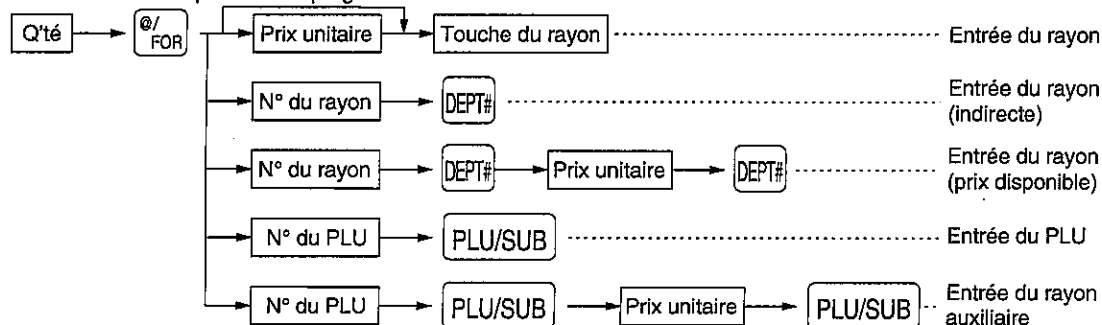 Q'té @/FOR Prix unitaire Touche du rayon Entrée du rayon
N° du rayon DEPT# Entrée du rayon
(indirecte)
N° du rayon DEPT# Prix unitaire DEPT# Entrée du rayon
(prix disponible)
N° du PLU PLU/SUB Entrée du PLU
N° du PLU PLU/SUB Prix unitaire PLU/SUB Entrée du rayon
auxiliaire